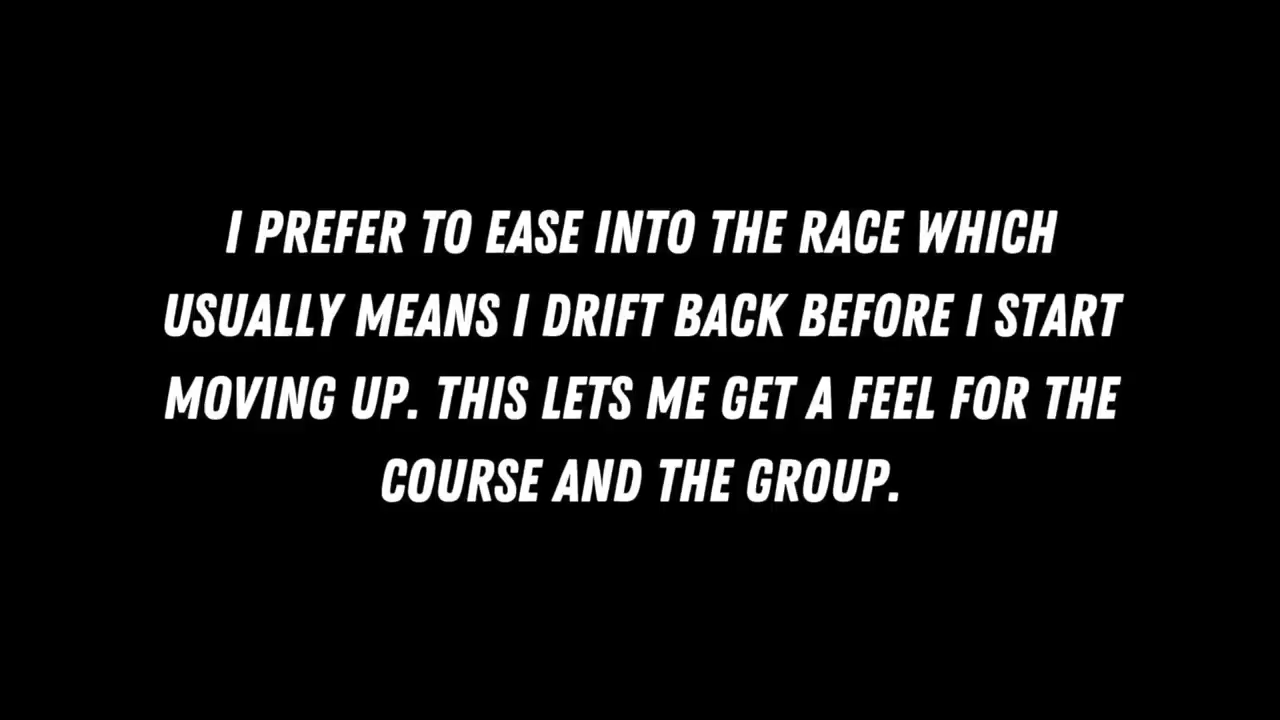 I PREFER TO EASE INTO THE RACE WHICH
USUALLY MEANS I DRIFT BACK BEFORE I START
MOVING UP. THIS LETS ME GET A FEEL FOR THE
COURSE AND THE GROUP.